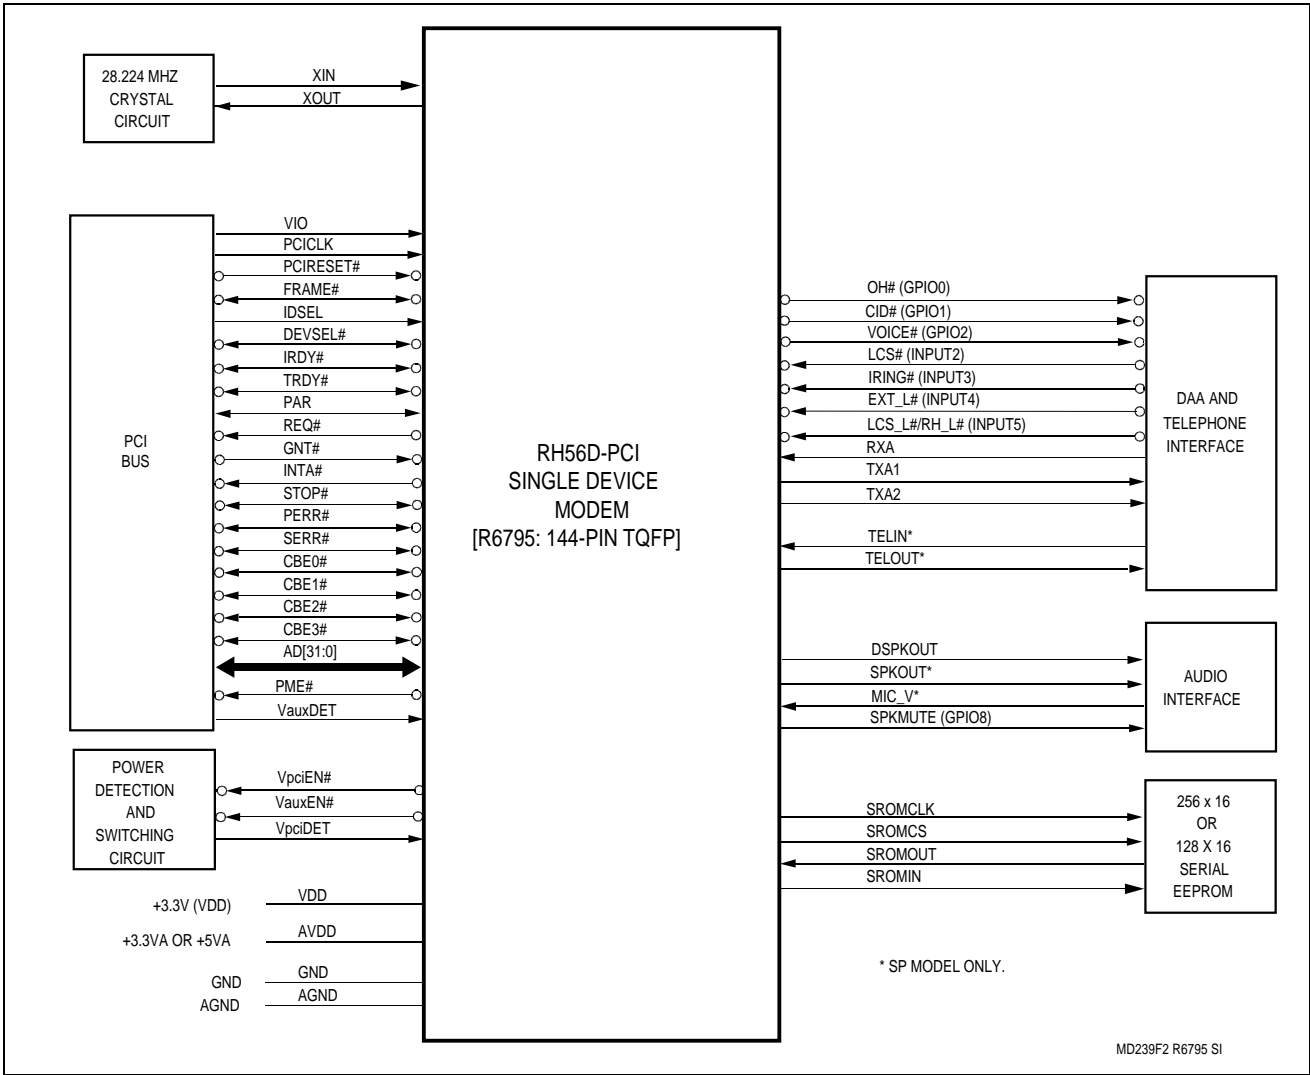 28.224 MHZ
CRYSTAL
CIRCUIT
XIN
XOUT
PCI
BUS
VIO
PCICLK
PCIRESET#
FRAME#
IDSEL
DEVSEL#
IRDY#
TRDY#
PAR
REQ#
GNT#
INTA#
STOP#
PERR#
SERR#
CBE0#
CBE1#
CBE2#
CBE3#
AD[31:0]
PME#
VauxDET
POWER
DETECTION
AND
SWITCHING
CIRCUIT
VpciEN#
VauxEN#
VpciDET
+3.3V (VDD)
VDD
+3.3VA OR +5VA
AVDD
GND
GND
AGND
AGND
RH56D-PCI
SINGLE DEVICE
MODEM
[R6795: 144-PIN TQFP]
OH# (GPIO0)
CID# (GPIO1)
VOICE# (GPIO2)
LCS# (INPUT2)
IRING# (INPUT3)
EXT_L# (INPUT4)
LCS_L#/RH_L# (INPUT5)
RXA
TXA1
TXA2
TELIN*
TELOUT*
DAA AND
TELEPHONE
INTERFACE
DSPKOUT
SPKOUT*
MIC_V*
SPKMUTE (GPIO8)
AUDIO
INTERFACE
SROMCLK
SROMCS
SROMOUT
SROMIN
256 x 16
OR
128 X 16
SERIAL
EEPROM
* SP MODEL ONLY.
MD239F2 R6795 SI